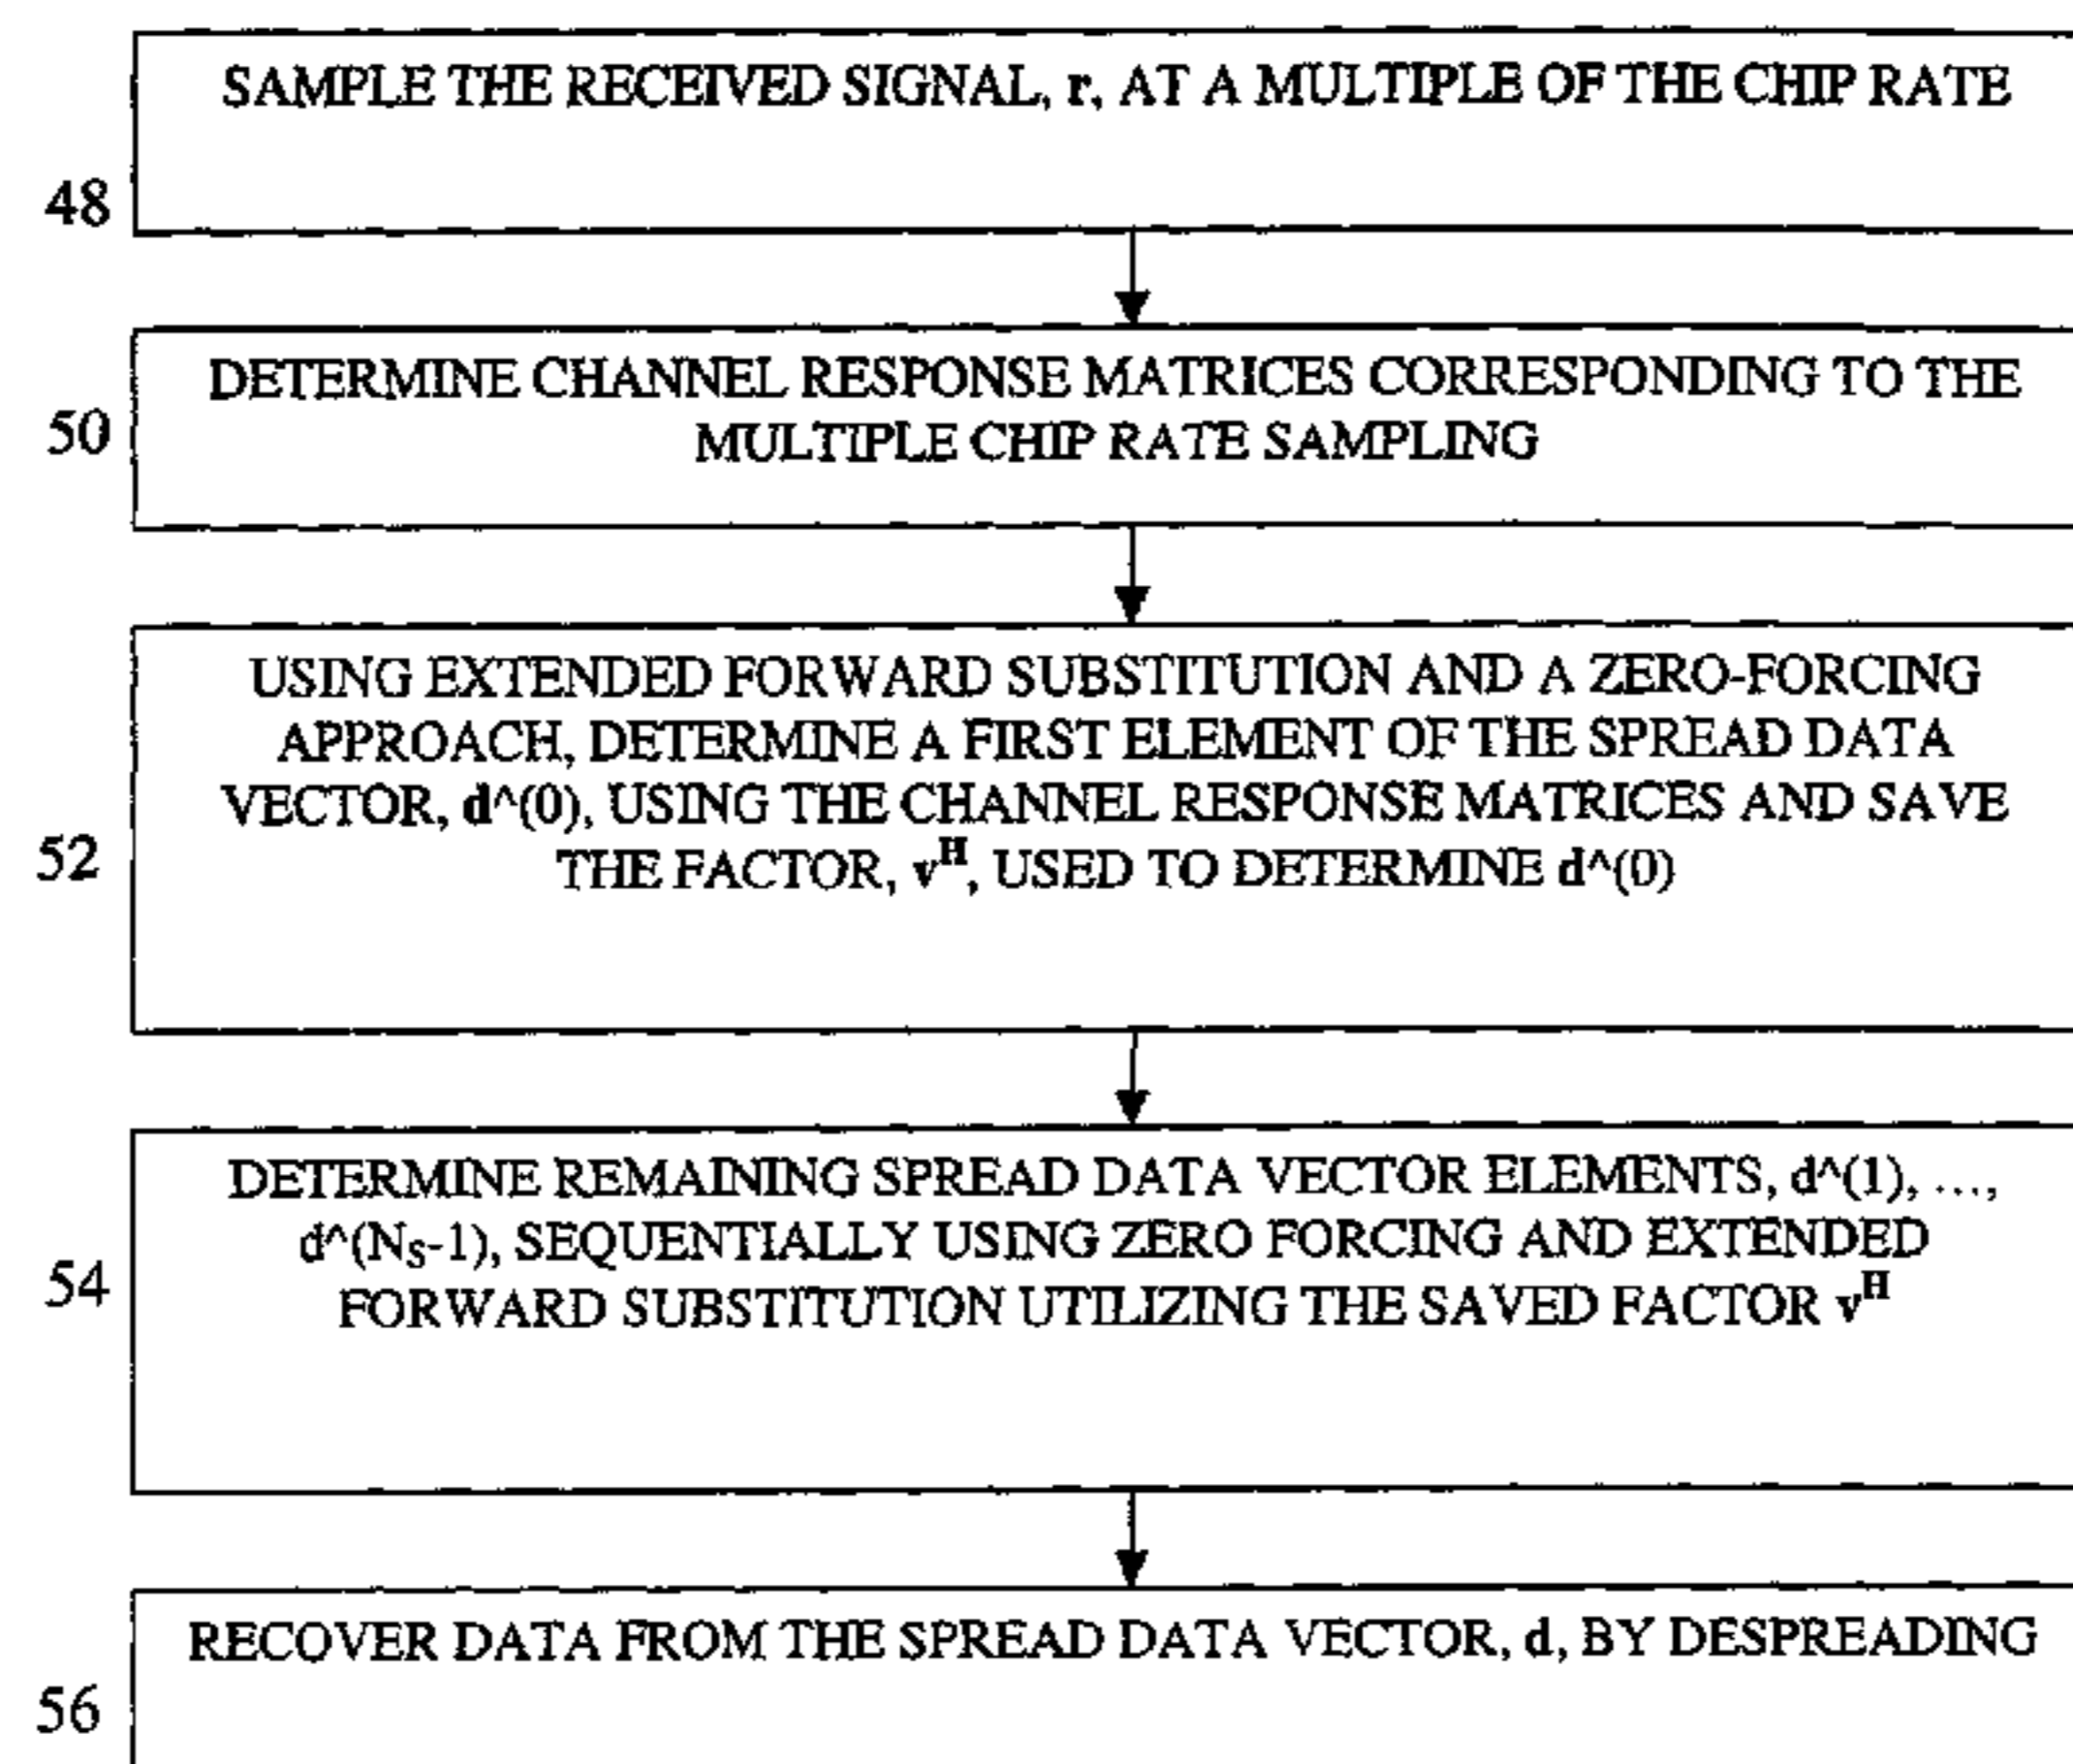 SAMPLE THE RECEIVED SIGNAL, r, AT A MULTIPLE OF THE CHIP RATE
48
DETERMINE CHANNEL RESPONSE MATRICES CORRESPONDING TO THE
MULTIPLE CHIP RATE SAMPLING
50
USING EXTENDED FORWARD SUBSTITUTION AND A ZERO-FORCING
APPROACH, DETERMINE A FIRST ELEMENT OF THE SPREAD DATA
VECTOR, d^(0), USING THE CHANNEL RESPONSE MATRICES AND SAVE
THE FACTOR, v^H, USED TO DETERMINE d^(0)
52
DETERMINE REMAINING SPREAD DATA VECTOR ELEMENTS, d^(1), ...,
d^(N_S-1), SEQUENTIALLY USING ZERO FORCING AND EXTENDED
FORWARD SUBSTITUTION UTILIZING THE SAVED FACTOR v^H
54
RECOVER DATA FROM THE SPREAD DATA VECTOR, d, BY DESPREADING
56